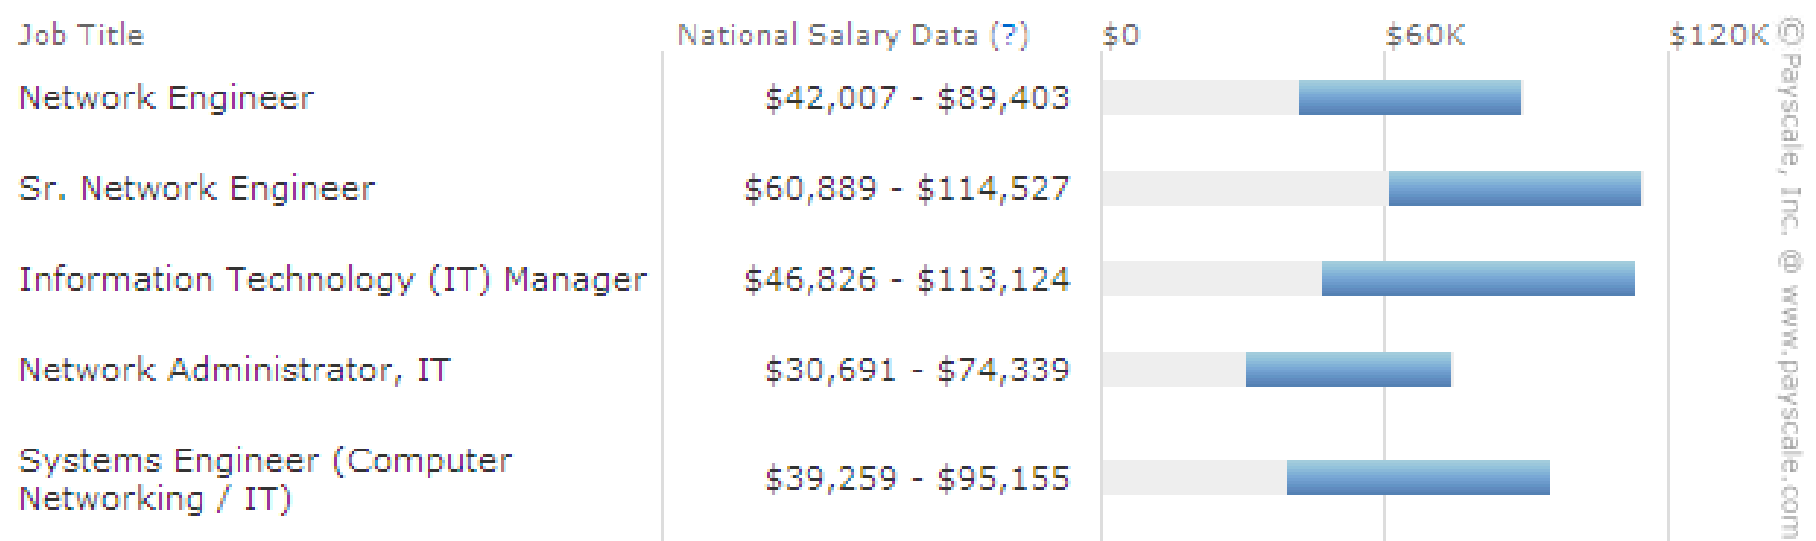 Job Title National Salary Data (?) $0 $60K $120K
Network Engineer $42,007 - $89,403
Sr. Network Engineer $60,889 - $114,527
Information Technology (IT) Manager $46,826 - $113,124
Network Administrator, IT $30,691 - $74,339
Systems Engineer (Computer
Networking / IT) $39,259 - $95,155
© Payscale, Inc. @ www.payscale.com